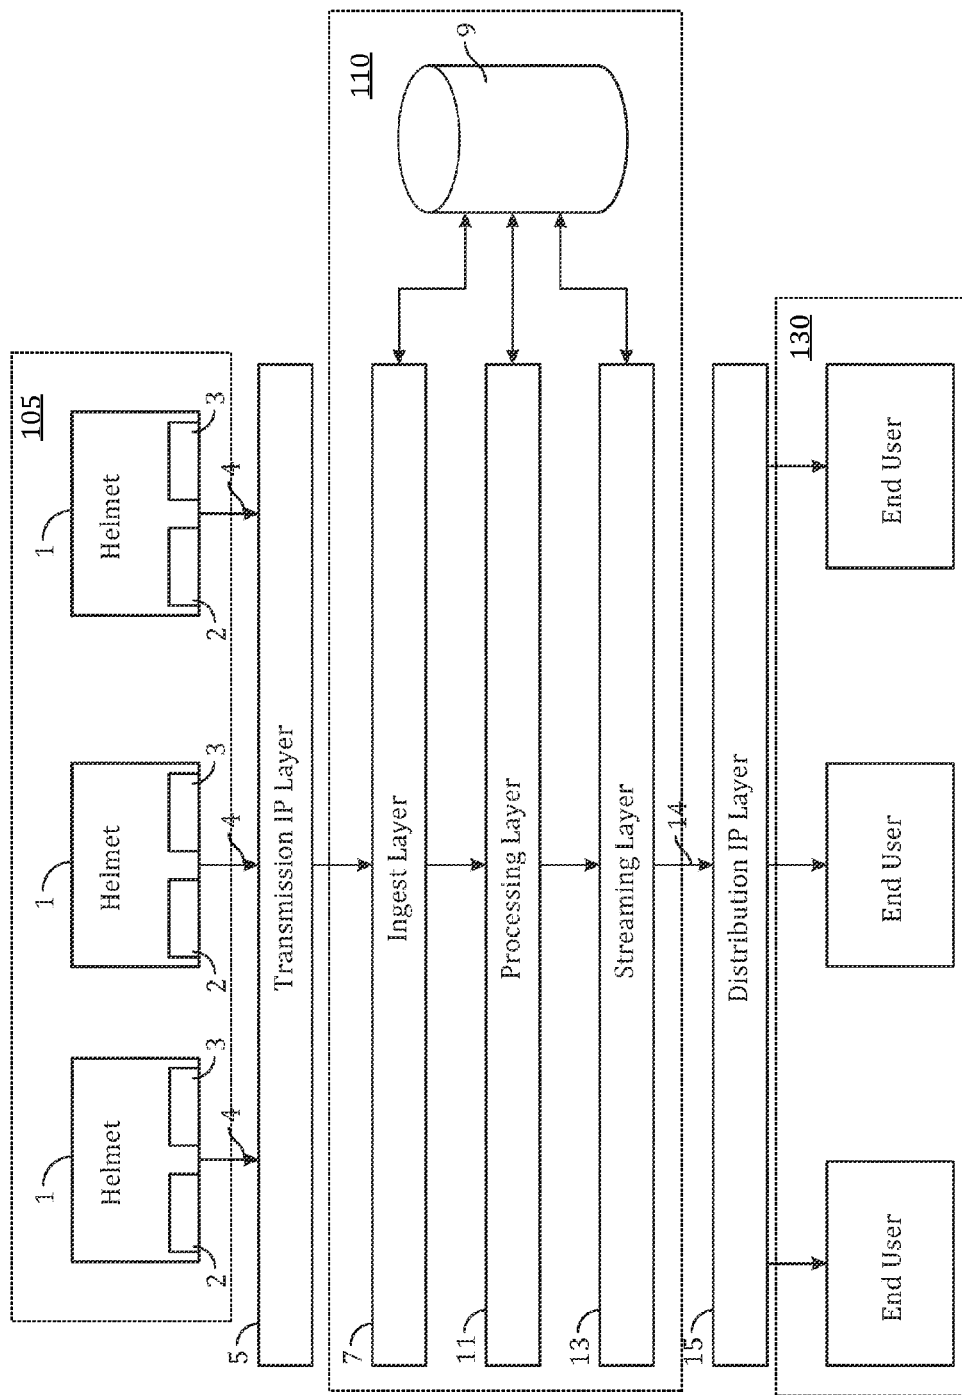 105
1
1
1
Helmet
Helmet
Helmet
2
3
2
3
2
3
4
4
4
5
Transmission IP Layer
110
7
Ingest Layer
9
11
Processing Layer
13
Streaming Layer
14
15
Distribution IP Layer
130
End User
End User
End User